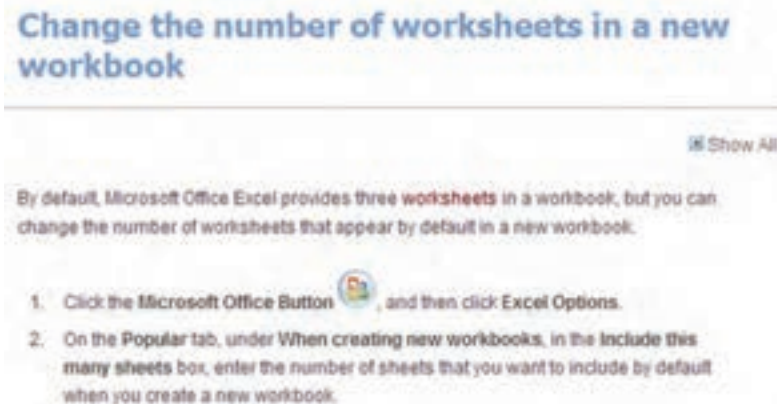 Change the number of worksheets in a new
workbook
Show All
By default, Microsoft Office Excel provides three worksheets in a workbook, but you can
change the number of worksheets that appear by default in a new workbook.
1. Click the Microsoft Office Button , and then click Excel Options.
2. On the Popular tab, under When creating new workbooks, in the Include this
many sheets box, enter the number of sheets that you want to include by default
when you create a new workbook.